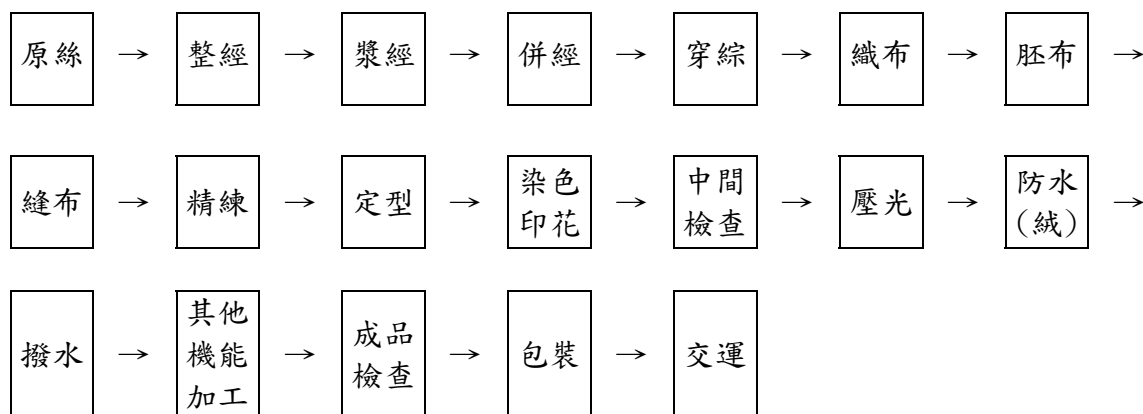 原絲 → 整經 → 漿經 → 併經 → 穿綜 → 織布 → 胚布 →
縫布 → 精練 → 定型 → 染色印花 → 中間檢查 → 壓光 → 防水(絨) →
撥水 → 其他機能加工 → 成品檢查 → 包裝 → 交運